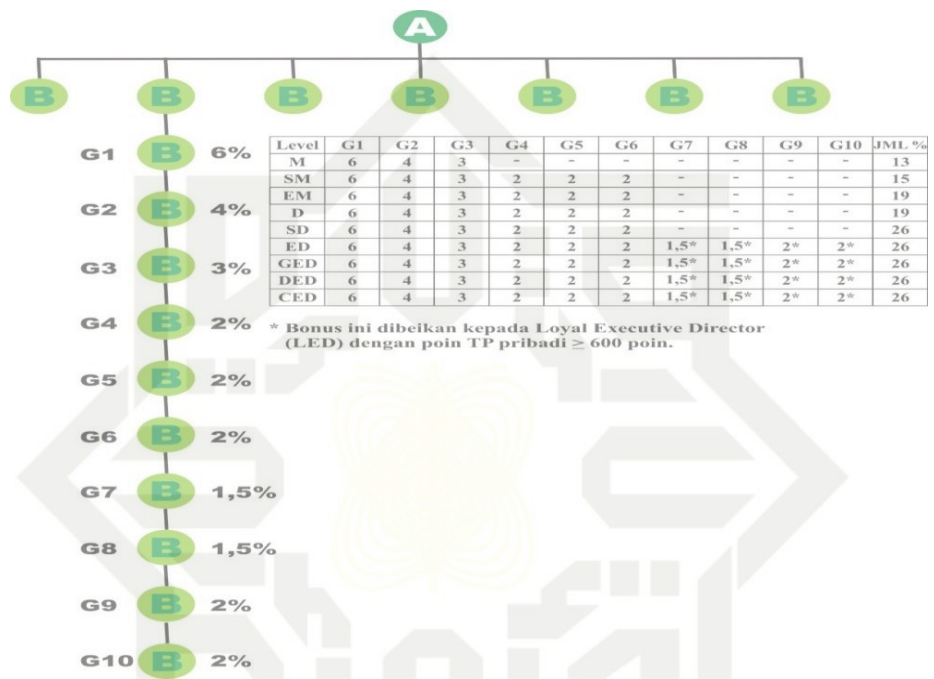 A
B B B B B B B
G1 B 6%
G2 B 4%
G3 B 3%
G4 B 2%
G5 B 2%
G6 B 2%
G7 B 1,5%
G8 B 1,5%
G9 B 2%
G10 B 2%
Level G1 G2 G3 G4 G5 G6 G7 G8 G9 G10 JML %
M 6 4 3 - - - - - - - 13
SM 6 4 3 2 2 2 - - - - 15
EM 6 4 3 2 2 2 - - - - 19
D 6 4 3 2 2 2 - - - - 19
SD 6 4 3 2 2 2 - - - - 26
ED 6 4 3 2 2 2 1,5* 1,5* 2* 2* 26
GED 6 4 3 2 2 2 1,5* 1,5* 2* 2* 26
DED 6 4 3 2 2 2 1,5* 1,5* 2* 2* 26
CED 6 4 3 2 2 2 1,5* 1,5* 2* 2* 26
* Bonus ini dibeikan kepada Loyal Executive Director
(LED) dengan poin TP pribadi ≥ 600 poin.